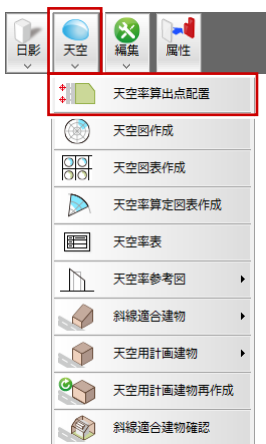 日影
天空
編集
属性
天空率算出点配置
天空図作成
天空図表作成
天空率算定図表作成
天空率表
天空率参考図
斜線適合建物
天空用計画建物
天空用計画建物再作成
斜線適合建物確認